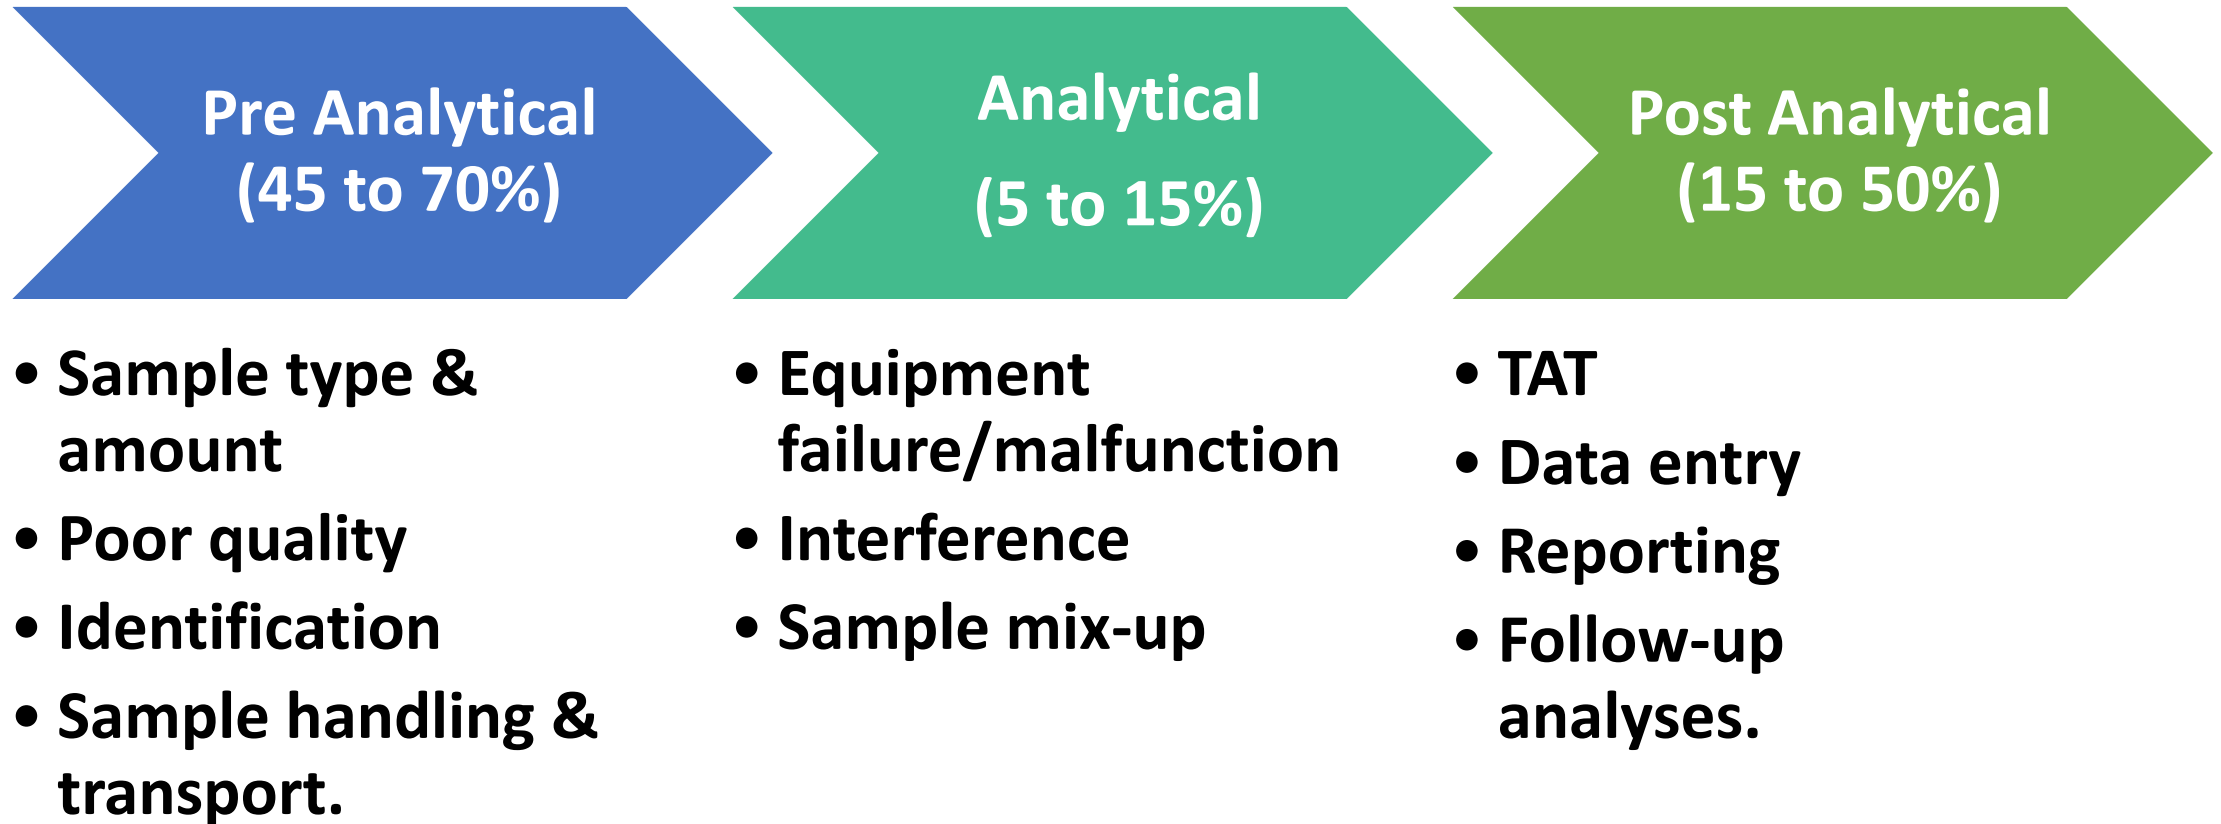 Pre Analytical
(45 to 70%)
• Sample type &
amount
• Poor quality
• Identification
• Sample handling &
transport.
Analytical
(5 to 15%)
• Equipment
failure/malfunction
• Interference
• Sample mix-up
Post Analytical
(15 to 50%)
• TAT
• Data entry
• Reporting
• Follow-up
analyses.